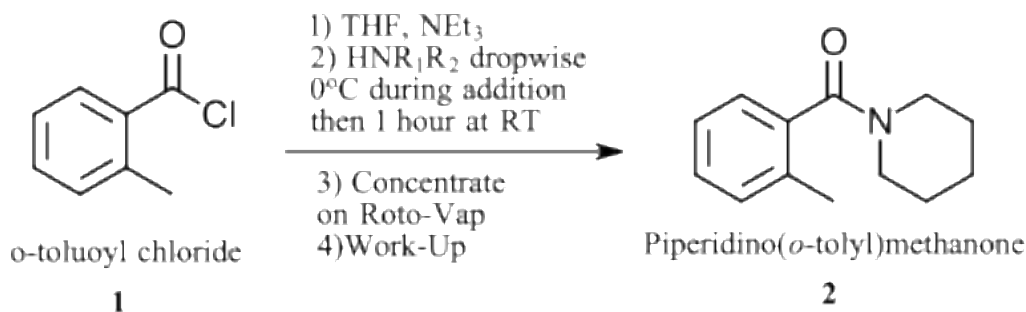 O
Cl
o-toluoyl chloride
1
1) THF, NEt₃
2) HNR₁R₂ dropwise
0°C during addition
then 1 hour at RT
3) Concentrate
on Roto-Vap
4)Work-Up
O
N
Piperidino(o-tolyl)methanone
2